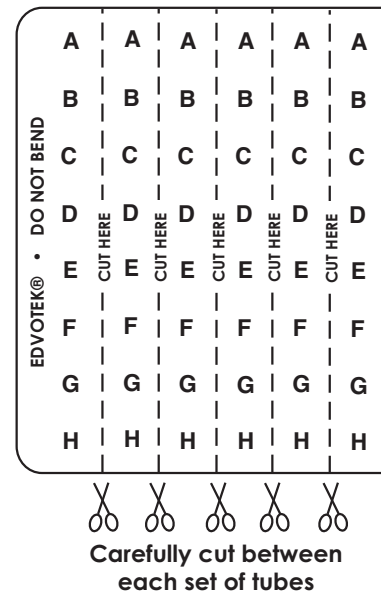 EDVOTEK® • DO NOT BEND
A A A A A A
B B B B B B
C C C C C C
D D D D D D
CUT HERE CUT HERE CUT HERE CUT HERE CUT HERE
E E E E E E
F F F F F F
G G G G G G
H H H H H H
Carefully cut between
each set of tubes